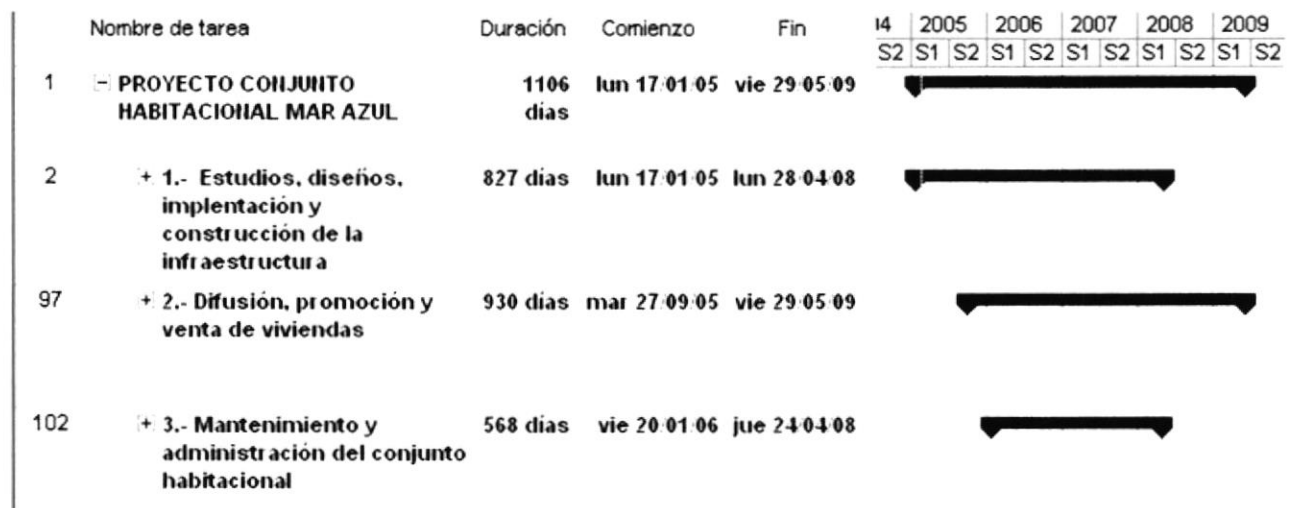 Nombre de tarea Duración Comienzo Fin I4 2005 2006 2007 2008 2009
S2 S1 S2 S1 S2 S1 S2 S1 S2 S1 S2
1 - PROYECTO CONJUNTO 1106 lun 17/01/05 vie 29/05/09
HABITACIONAL MAR AZUL días
2 + 1.- Estudios, diseños, 827 días lun 17/01/05 lun 28/04/08
implentación y
construcción de la
infraestructura
97 + 2.- Difusión, promoción y 930 días mar 27/09/05 vie 29/05/09
venta de viviendas
102 + 3.- Mantenimiento y 568 días vie 20/01/06 jue 24/04/08
administración del conjunto
habitacional